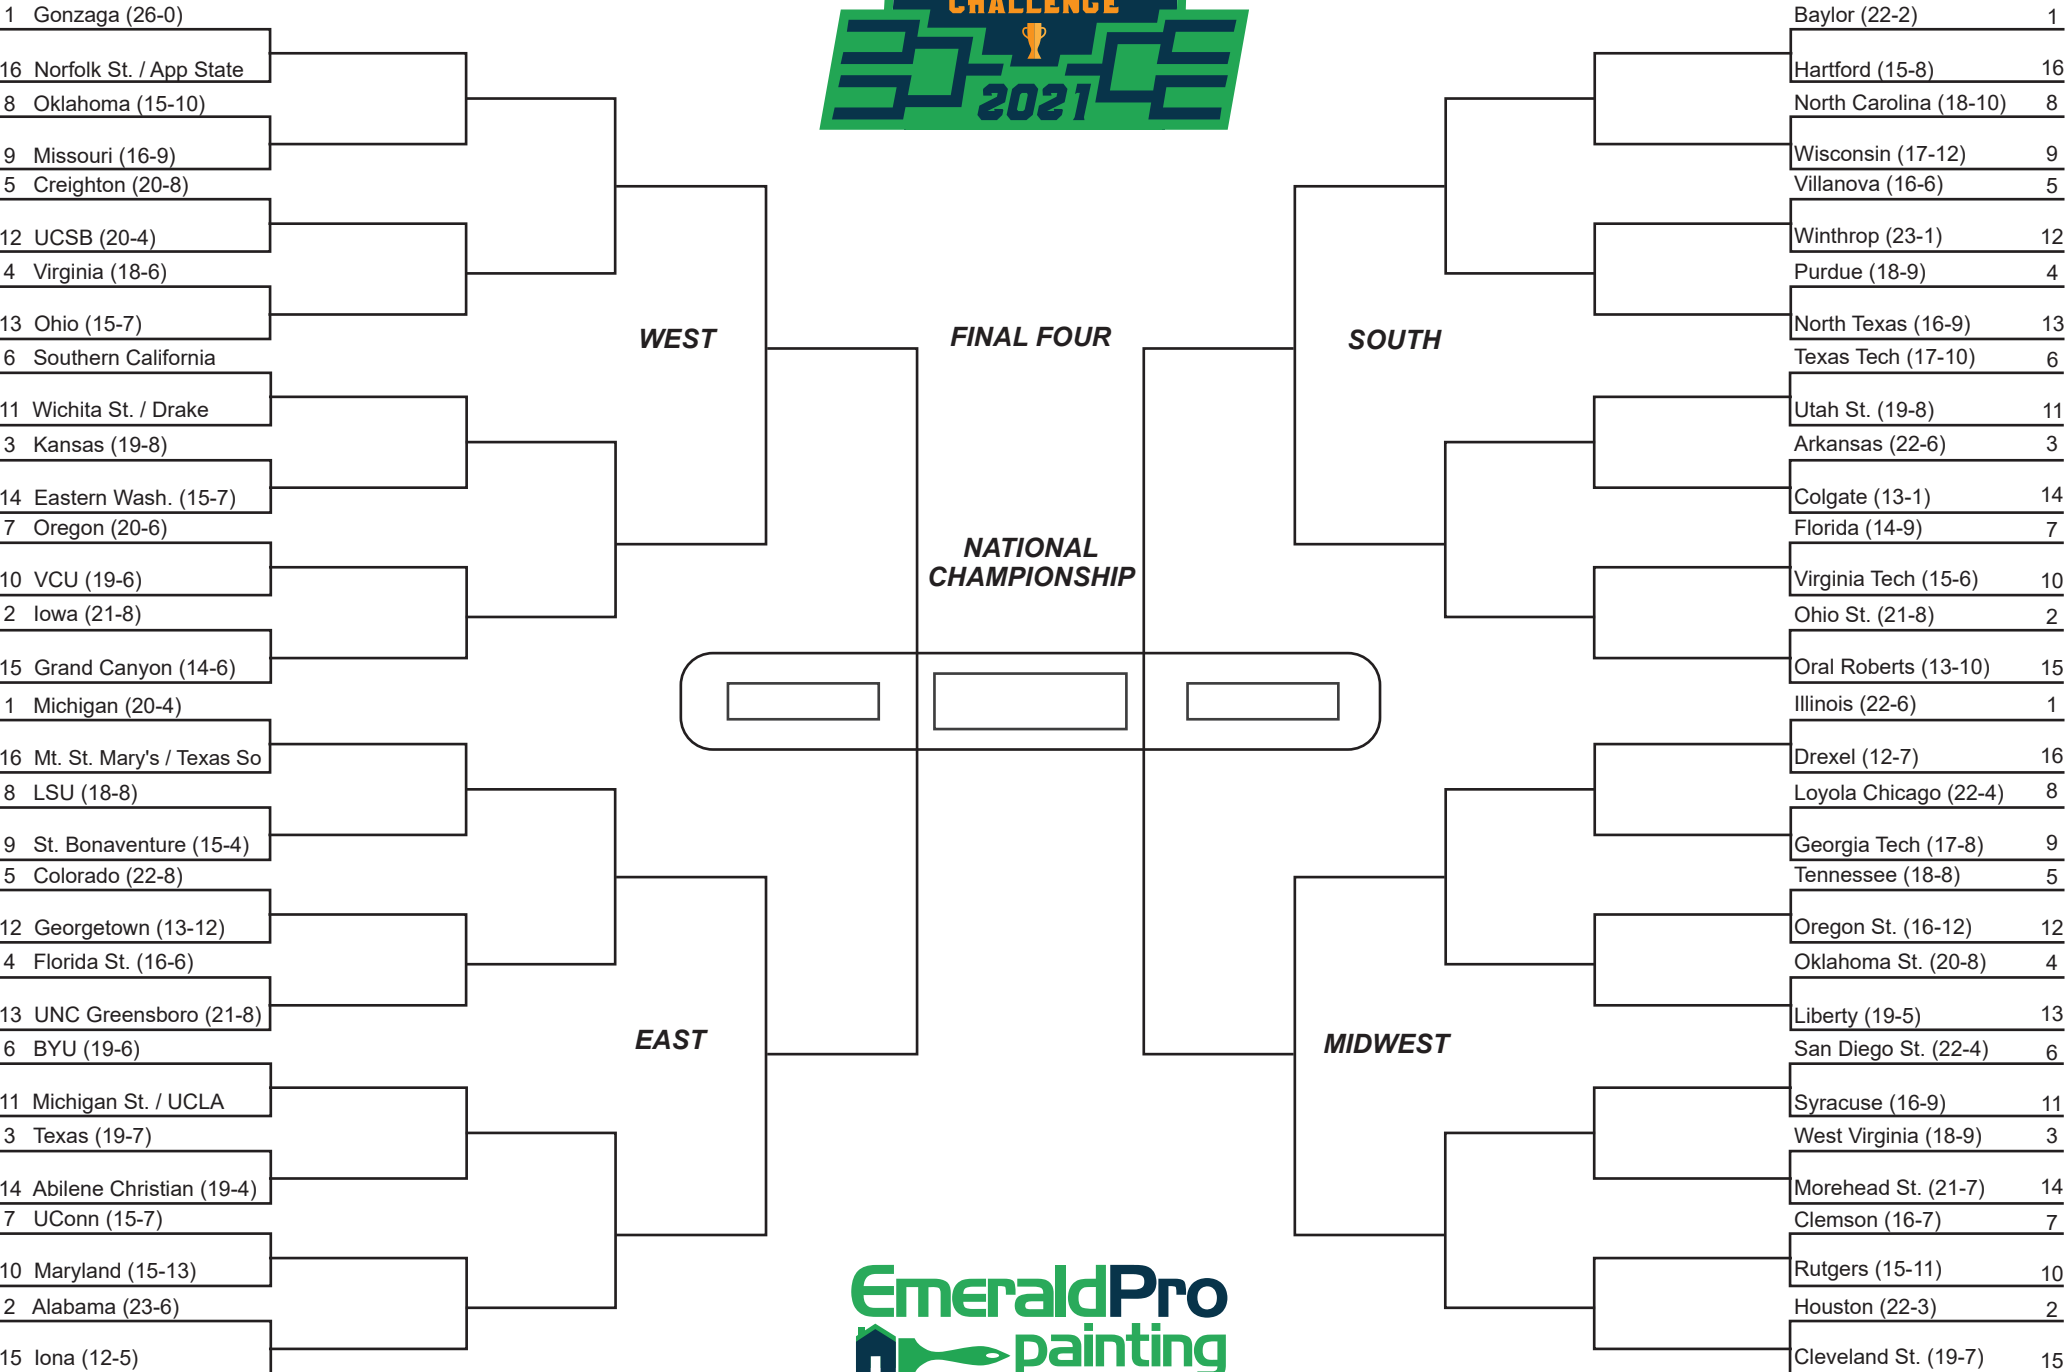 CHALLENGE
2021
1 Gonzaga (26-0)
16 Norfolk St. / App State
8 Oklahoma (15-10)
9 Missouri (16-9)
5 Creighton (20-8)
12 UCSB (20-4)
4 Virginia (18-6)
13 Ohio (15-7)
6 Southern California
11 Wichita St. / Drake
3 Kansas (19-8)
14 Eastern Wash. (15-7)
7 Oregon (20-6)
10 VCU (19-6)
2 Iowa (21-8)
15 Grand Canyon (14-6)
WEST
1 Michigan (20-4)
16 Mt. St. Mary's / Texas So
8 LSU (18-8)
9 St. Bonaventure (15-4)
5 Colorado (22-8)
12 Georgetown (13-12)
4 Florida St. (16-6)
13 UNC Greensboro (21-8)
6 BYU (19-6)
11 Michigan St. / UCLA
3 Texas (19-7)
14 Abilene Christian (19-4)
7 UConn (15-7)
10 Maryland (15-13)
2 Alabama (23-6)
15 Iona (12-5)
EAST
FINAL FOUR
NATIONAL
CHAMPIONSHIP
Baylor (22-2) 1
Hartford (15-8) 16
North Carolina (18-10) 8
Wisconsin (17-12) 9
Villanova (16-6) 5
Winthrop (23-1) 12
Purdue (18-9) 4
North Texas (16-9) 13
Texas Tech (17-10) 6
Utah St. (19-8) 11
Arkansas (22-6) 3
Colgate (13-1) 14
Florida (14-9) 7
Virginia Tech (15-6) 10
Ohio St. (21-8) 2
Oral Roberts (13-10) 15
SOUTH
Illinois (22-6) 1
Drexel (12-7) 16
Loyola Chicago (22-4) 8
Georgia Tech (17-8) 9
Tennessee (18-8) 5
Oregon St. (16-12) 12
Oklahoma St. (20-8) 4
Liberty (19-5) 13
San Diego St. (22-4) 6
Syracuse (16-9) 11
West Virginia (18-9) 3
Morehead St. (21-7) 14
Clemson (16-7) 7
Rutgers (15-11) 10
Houston (22-3) 2
Cleveland St. (19-7) 15
MIDWEST
EmeraldPro
painting